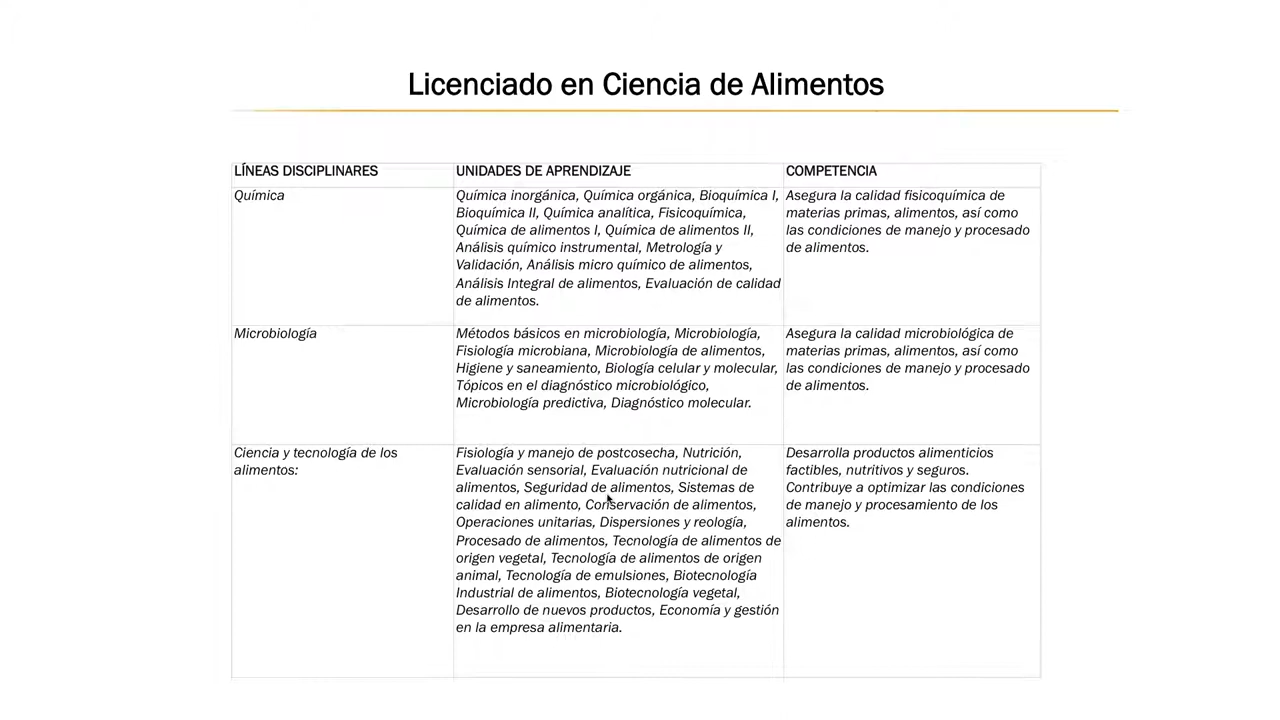 Licenciado en Ciencia de Alimentos
LÍNEAS DISCIPLINARES
UNIDADES DE APRENDIZAJE
COMPETENCIA
Química
Química inorgánica, Química orgánica, Bioquímica I,
Bioquímica II, Química analítica, Fisicoquímica,
Química de alimentos I, Química de alimentos II,
Análisis químico instrumental, Metrología y
Validación, Análisis micro químico de alimentos,
Análisis Integral de alimentos, Evaluación de calidad
de alimentos.
Asegura la calidad fisicoquímica de
materias primas, alimentos, así como
las condiciones de manejo y procesado
de alimentos.
Microbiología
Métodos básicos en microbiología, Microbiología,
Fisiología microbiana, Microbiología de alimentos,
Higiene y saneamiento, Biología celular y molecular,
Tópicos en el diagnóstico microbiológico,
Microbiología predictiva, Diagnóstico molecular.
Asegura la calidad microbiológica de
materias primas, alimentos, así como
las condiciones de manejo y procesado
de alimentos.
Ciencia y tecnología de los
alimentos:
Fisiología y manejo de postcosecha, Nutrición,
Evaluación sensorial, Evaluación nutricional de
alimentos, Seguridad de alimentos, Sistemas de
calidad en alimento, Conservación de alimentos,
Operaciones unitarias, Dispersiones y reología,
Procesado de alimentos, Tecnología de alimentos de
origen vegetal, Tecnología de alimentos de origen
animal, Tecnología de emulsiones, Biotecnología
Industrial de alimentos, Biotecnología vegetal,
Desarrollo de nuevos productos, Economía y gestión
en la empresa alimentaria.
Desarrolla productos alimenticios
factibles, nutritivos y seguros.
Contribuye a optimizar las condiciones
de manejo y procesamiento de los
alimentos.